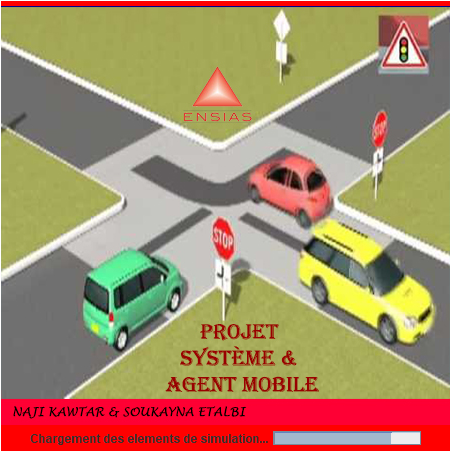 ENSIAS
STOP
STOP
PROJET
SYSTÈME &
AGENT MOBILE
NAJI KAWTAR & SOUKAYNA ETALBI
Chargement des elements de simulation...